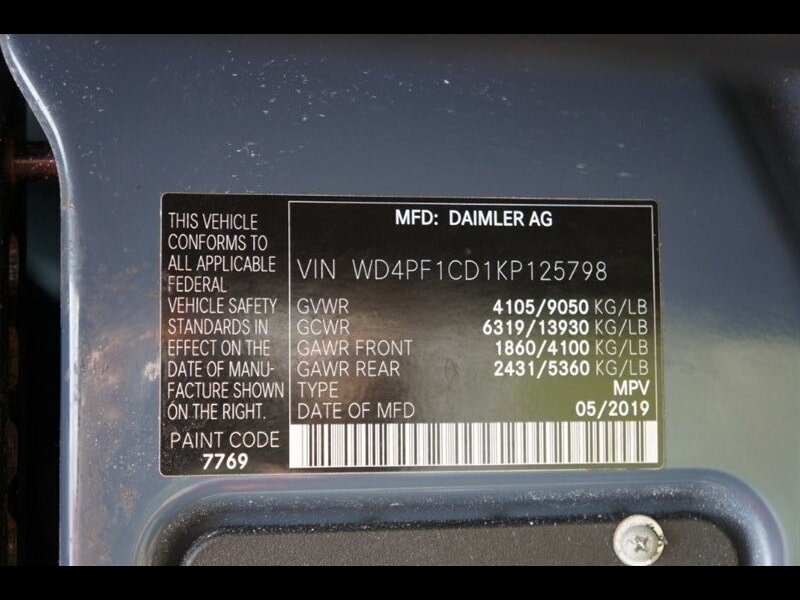 THIS VEHICLE
CONFORMS TO
ALL APPLICABLE
FEDERAL
VEHICLE SAFETY
STANDARDS IN
EFFECT ON THE
DATE OF MANU-
FACTURE SHOWN
ON THE RIGHT.
PAINT CODE
7769
MFD: DAIMLER AG
VIN WD4PF1CD1KP125798
GVWR 4105/9050 KG/LB
GCWR 6319/13930 KG/LB
GAWR FRONT 1860/4100 KG/LB
GAWR REAR 2431/5360 KG/LB
TYPE MPV
DATE OF MFD 05/2019